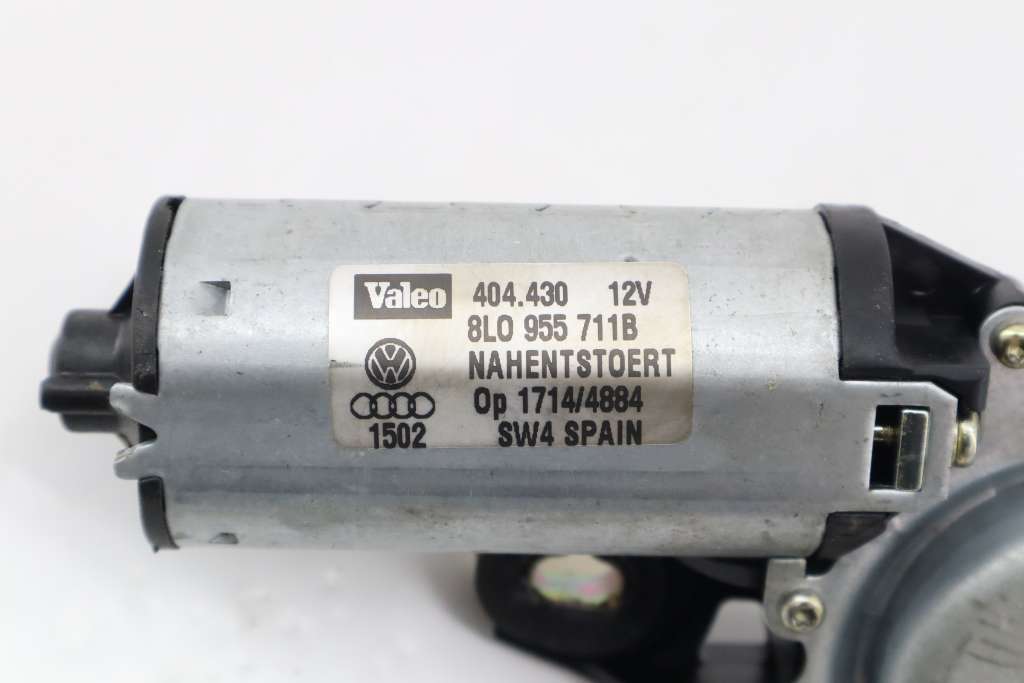 Valeo 404.430 12V
8L0 955 711B
NAHENTSTOERT
Op 1714/4884
1502 SW4 SPAIN